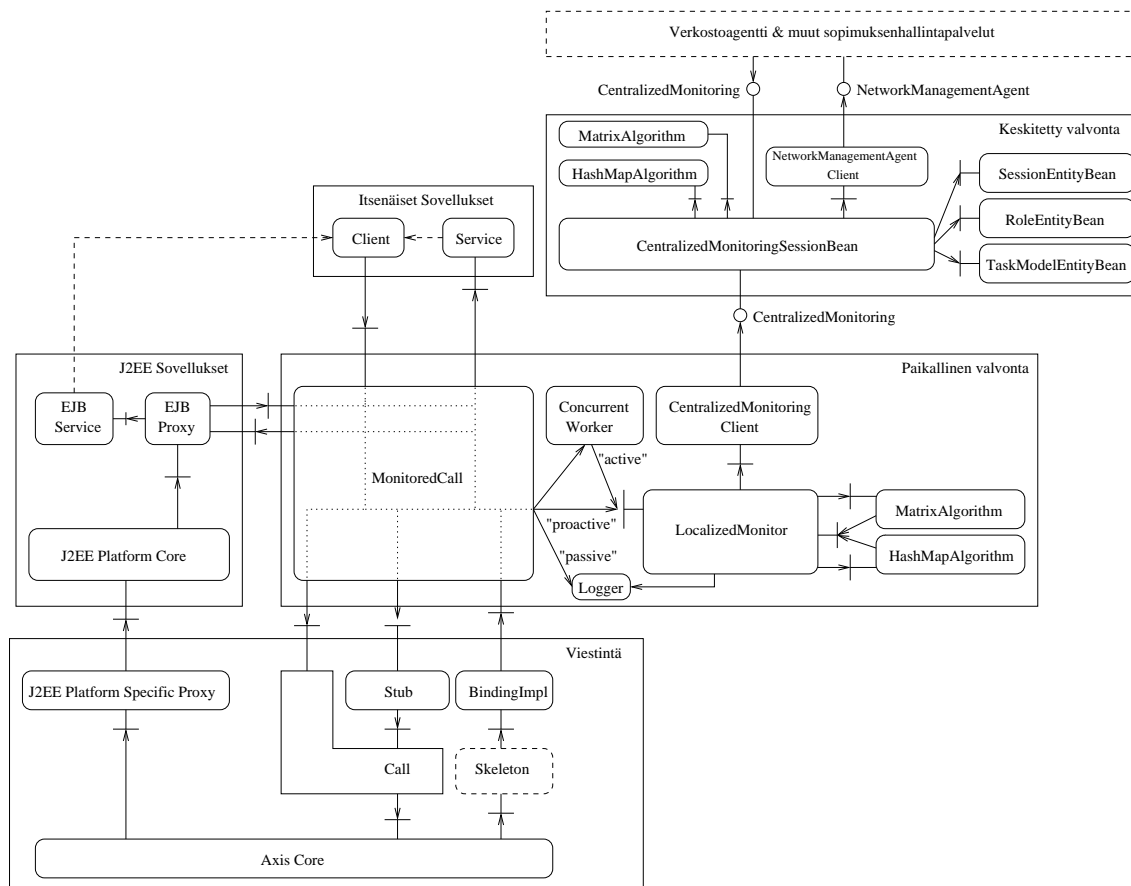 Verkostoagentti & muut sopimuksenhallintapalvelut
CentralizedMonitoring
NetworkManagementAgent
Keskitetty valvonta
MatrixAlgorithm
HashMapAlgorithm
NetworkManagementAgent
Client
SessionEntityBean
RoleEntityBean
TaskModelEntityBean
CentralizedMonitoringSessionBean
Itsenäiset Sovellukset
Client
Service
CentralizedMonitoring
J2EE Sovellukset
EJB
Service
EJB
Proxy
J2EE Platform Core
Paikallinen valvonta
MonitoredCall
Concurrent
Worker
CentralizedMonitoring
Client
"active"
"proactive"
"passive"
Logger
LocalizedMonitor
MatrixAlgorithm
HashMapAlgorithm
Viestintä
J2EE Platform Specific Proxy
Stub
BindingImpl
Call
Skeleton
Axis Core